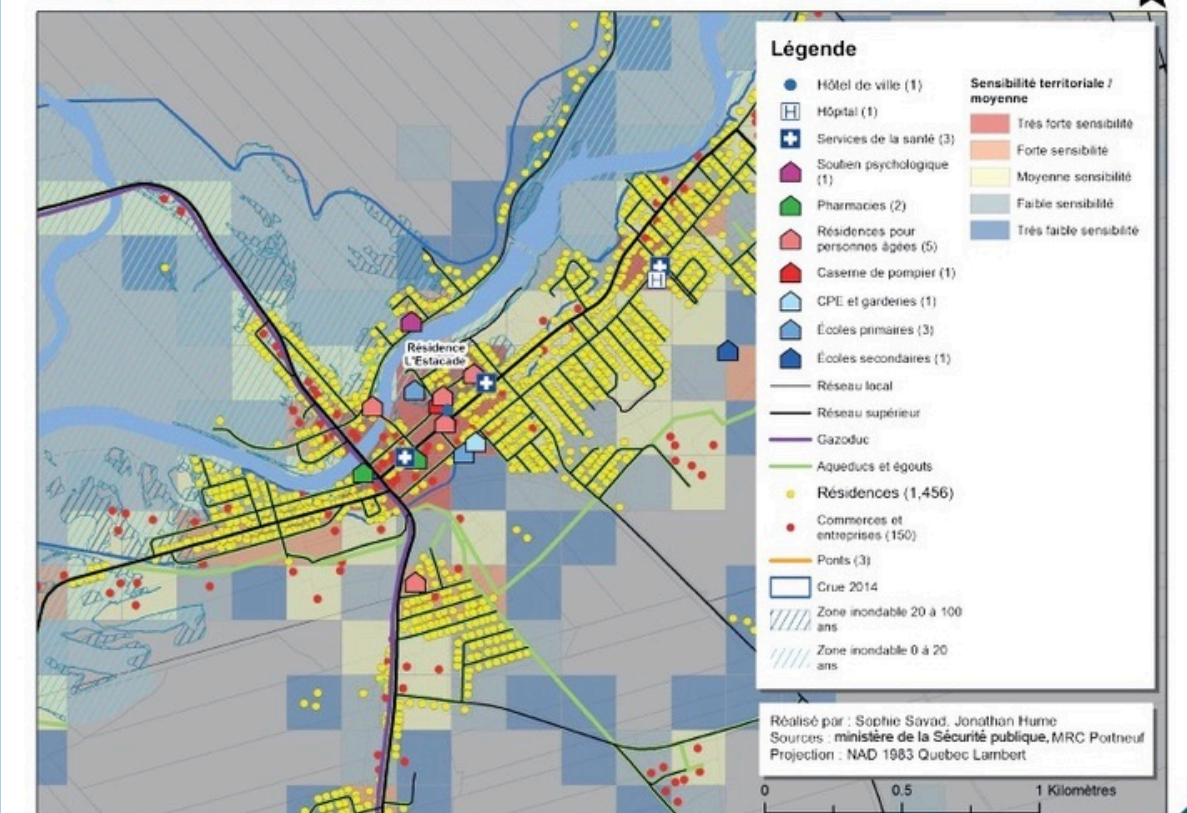 Légende
Hôtel de ville (1)
H
Hôpital (1)
Services de la santé (3)
Soutien psychologique
(1)
Pharmacies (2)
Résidences pour
personnes âgées (5)
Caserne de pompier (1)
CPE et garderies (1)
Écoles primaires (3)
Écoles secondaires (1)
Réseau local
Réseau supérieur
Gazoduc
Aqueducs et égouts
Résidences (1,456)
Commerces et
entreprises (150)
Ponts (3)
Crue 2014
Zone inondable 20 à 100
ans
Zone inondable 0 à 20
ans
Sensibilité territoriale /
moyenne
Très forte sensibilité
Forte sensibilité
Moyenne sensibilité
Faible sensibilité
Très faible sensibilité
H
Résidence
L'Estacade
Réalisé par : Sophie Savad, Jonathan Hume
Sources : ministère de la Sécurité publique, MRC Portneuf
Projection : NAD 1983 Quebec Lambert
0 0.5 1 Kilomètres